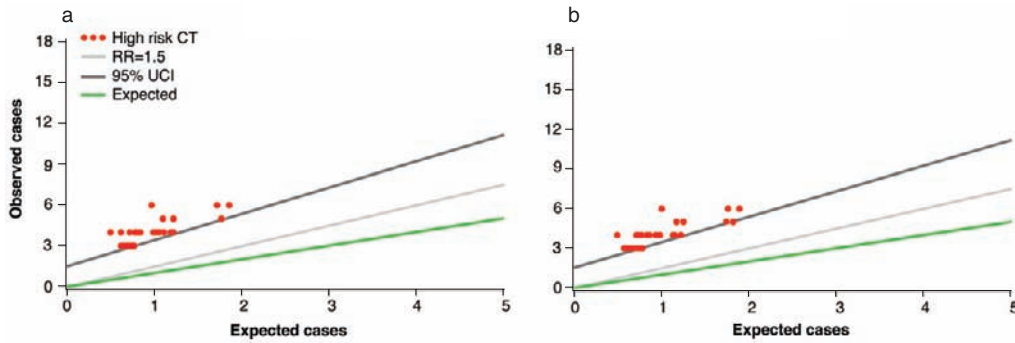 a
18
15
12
9
6
3
0
Observed cases
High risk CT
RR=1.5
95% UCI
Expected
0 1 2 3 4 5
Expected cases
b
18
15
12
9
6
3
0
0 1 2 3 4 5
Expected cases